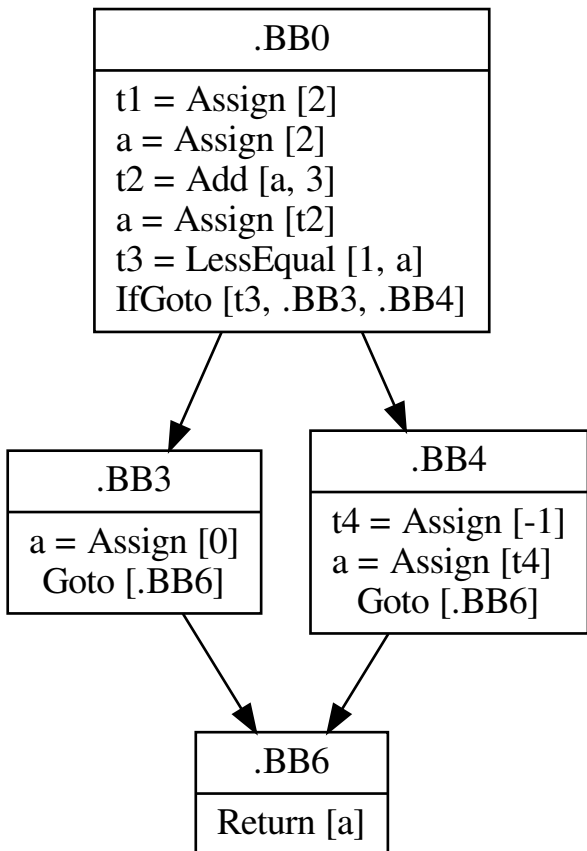 .BB0
t1 = Assign [2]
a = Assign [2]
t2 = Add [a, 3]
a = Assign [t2]
t3 = LessEqual [1, a]
IfGoto [t3, .BB3, .BB4]
.BB3
a = Assign [0]
Goto [.BB6]
.BB4
t4 = Assign [-1]
a = Assign [t4]
Goto [.BB6]
.BB6
Return [a]